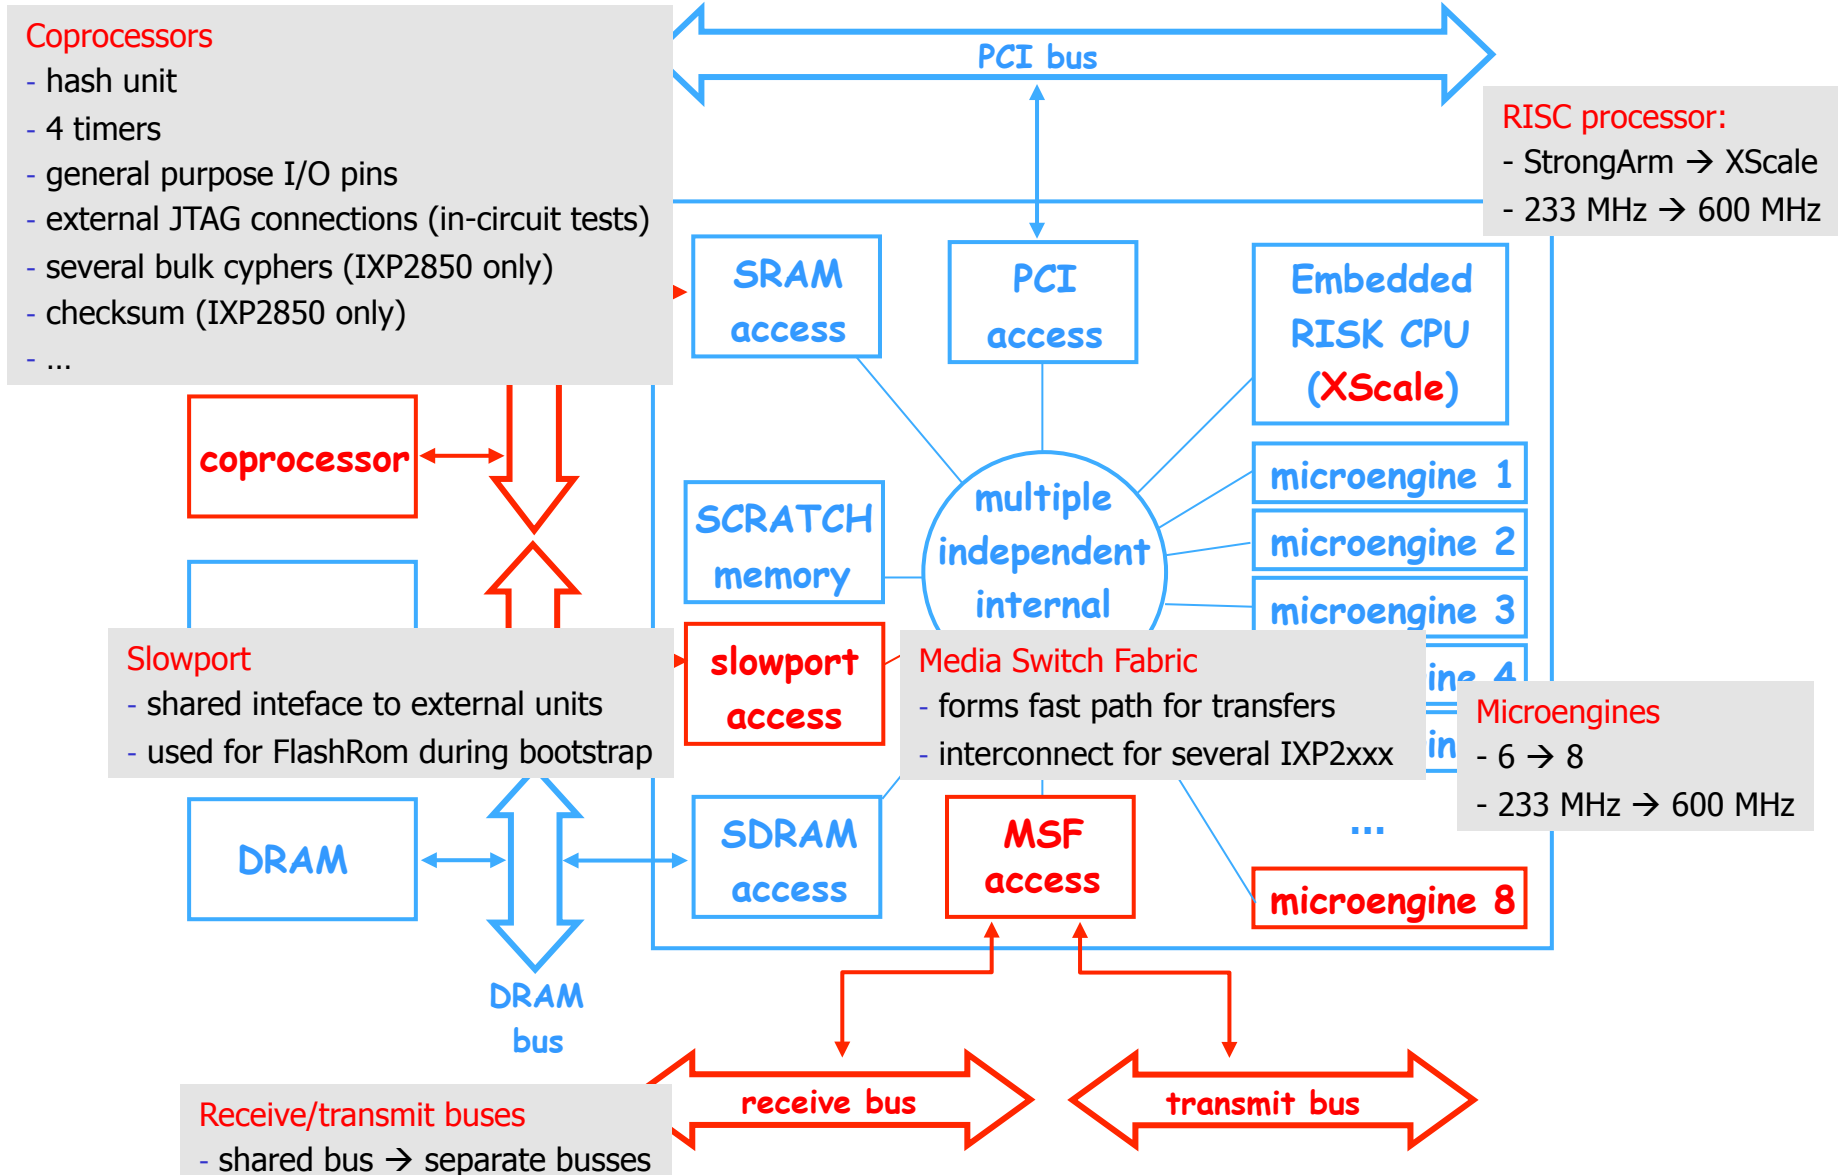 Coprocessors
- hash unit
- 4 timers
- general purpose I/O pins
- external JTAG connections (in-circuit tests)
- several bulk cyphers (IXP2850 only)
- checksum (IXP2850 only)
- ...
PCI bus
RISC processor:
- StrongArm → XScale
- 233 MHz → 600 MHz
SRAM
access
PCI
access
Embedded
RISK CPU
(XScale)
coprocessor
SCRATCH
memory
multiple
independent
internal
microengine 1
microengine 2
microengine 3
ine 4
in
Slowport
- shared inteface to external units
- used for FlashRom during bootstrap
slowport
access
Media Switch Fabric
- forms fast path for transfers
- interconnect for several IXP2xxx
Microengines
- 6 → 8
- 233 MHz → 600 MHz
DRAM
SDRAM
access
MSF
access
...
microengine 8
DRAM
bus
receive bus
transmit bus
Receive/transmit buses
- shared bus → separate busses